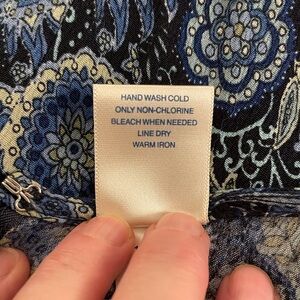 HAND WASH COLD
ONLY NON-CHLORINE
BLEACH WHEN NEEDED
LINE DRY
WARM IRON